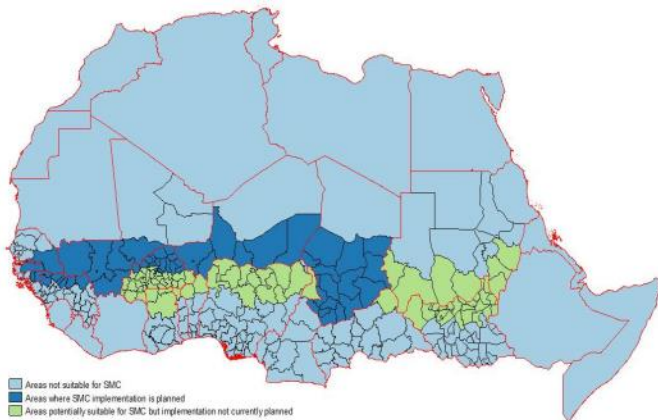 Areas not suitable for SMC
Areas where SMC implementation is planned
Areas potentially suitable for SMC but implementation not currently planned